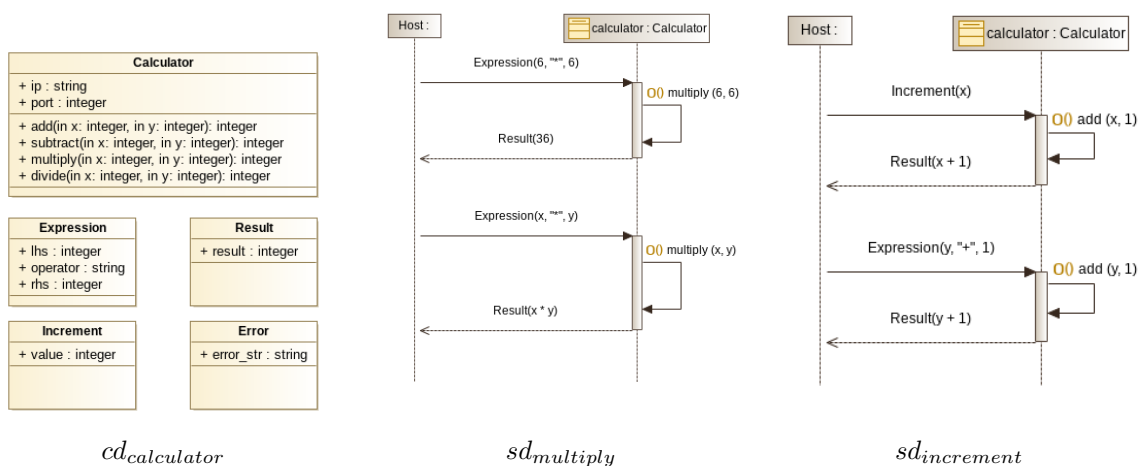 Calculator
+ ip : string
+ port : integer
+ add(in x: integer, in y: integer): integer
+ subtract(in x: integer, in y: integer): integer
+ multiply(in x: integer, in y: integer): integer
+ divide(in x: integer, in y: integer): integer
Expression
+ lhs : integer
+ operator : string
+ rhs : integer
Result
+ result : integer
Increment
+ value : integer
Error
+ error_str : string
cd_calculator
Host :
calculator : Calculator
Expression(6, "*", 6)
O() multiply (6, 6)
Result(36)
Expression(x, "*", y)
O() multiply (x, y)
Result(x * y)
sd_multiply
Host :
calculator : Calculator
Increment(x)
O() add (x, 1)
Result(x + 1)
Expression(y, "+", 1)
O() add (y, 1)
Result(y + 1)
sd_increment